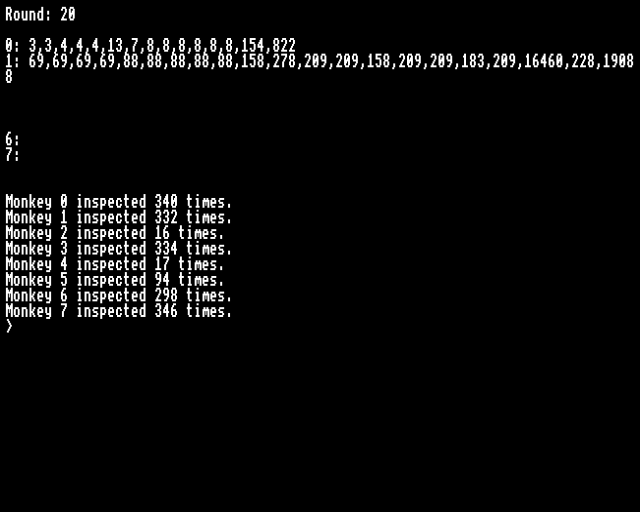 Round: 20
0: 3,3,4,4,4,13,7,8,8,8,8,8,8,154,822
1: 69,69,69,69,88,88,88,88,88,158,278,209,209,158,209,209,183,209,16460,228,1908
8
6:
7:
Monkey 0 inspected 340 times.
Monkey 1 inspected 332 times.
Monkey 2 inspected 16 times.
Monkey 3 inspected 334 times.
Monkey 4 inspected 17 times.
Monkey 5 inspected 94 times.
Monkey 6 inspected 298 times.
Monkey 7 inspected 346 times.
>